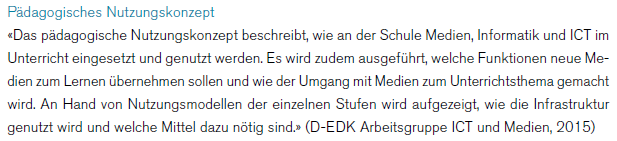 Pädagogisches Nutzungskonzept
«Das pädagogische Nutzungskonzept beschreibt, wie an der Schule Medien, Informatik und ICT im
Unterricht eingesetzt und genutzt werden. Es wird zudem ausgeführt, welche Funktionen neue Me-
dien zum Lernen übernehmen sollen und wie der Umgang mit Medien zum Unterrichtsthema gemacht
wird. An Hand von Nutzungsmodellen der einzelnen Stufen wird aufgezeigt, wie die Infrastruktur
genutzt wird und welche Mittel dazu nötig sind.» (D-EDK Arbeitsgruppe ICT und Medien, 2015)